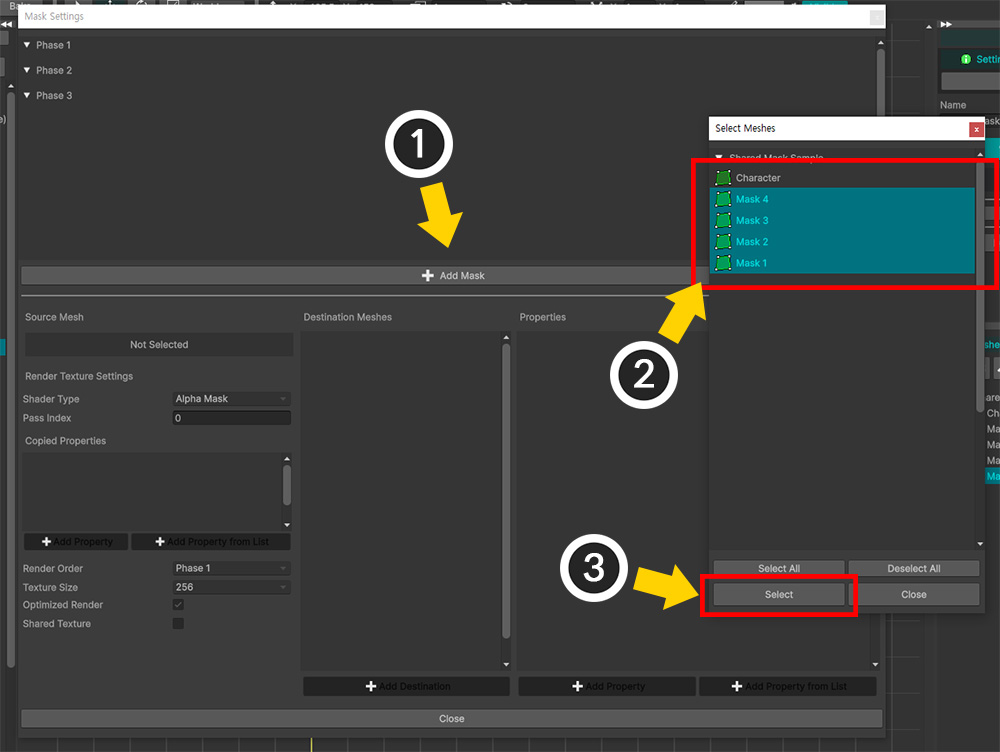 Mask Settings
Phase 1
Phase 2
Phase 3
1
Add Mask
Source Mesh
Not Selected
Render Texture Settings
Shader Type
Alpha Mask
Pass Index
0
Copied Properties
Add Property
Add Property from List
Render Order
Phase 1
Texture Size
256
Optimized Render
Shared Texture
Destination Meshes
Add Destination
Properties
Add Property
Add Property from List
Close
Select Meshes
x
Shared Mask Sample
Character
Mask 4
Mask 3
Mask 2
Mask 1
2
3
Select All
Deselect All
Select
Close
Name